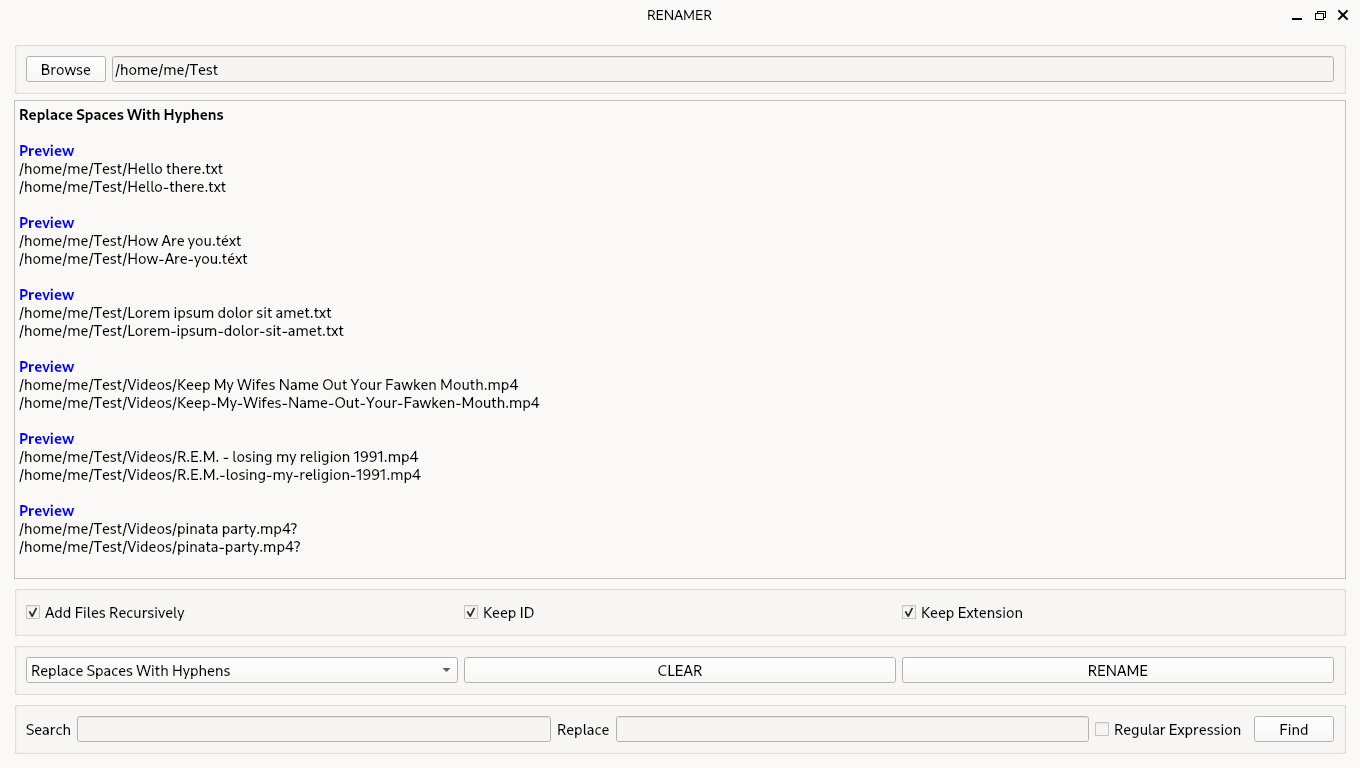 RENAMER
Browse /home/me/Test
Replace Spaces With Hyphens
Preview
/home/me/Test/Hello there.txt
/home/me/Test/Hello-there.txt
Preview
/home/me/Test/How Are you.téxt
/home/me/Test/How-Are-you.téxt
Preview
/home/me/Test/Lorem ipsum dolor sit amet.txt
/home/me/Test/Lorem-ipsum-dolor-sit-amet.txt
Preview
/home/me/Test/Videos/Keep My Wifes Name Out Your Fawken Mouth.mp4
/home/me/Test/Videos/Keep-My-Wifes-Name-Out-Your-Fawken-Mouth.mp4
Preview
/home/me/Test/Videos/R.E.M. - losing my religion 1991.mp4
/home/me/Test/Videos/R.E.M.-losing-my-religion-1991.mp4
Preview
/home/me/Test/Videos/pinata party.mp4?
/home/me/Test/Videos/pinata-party.mp4?
Add Files Recursively Keep ID Keep Extension
Replace Spaces With Hyphens CLEAR RENAME
Search Replace Regular Expression Find